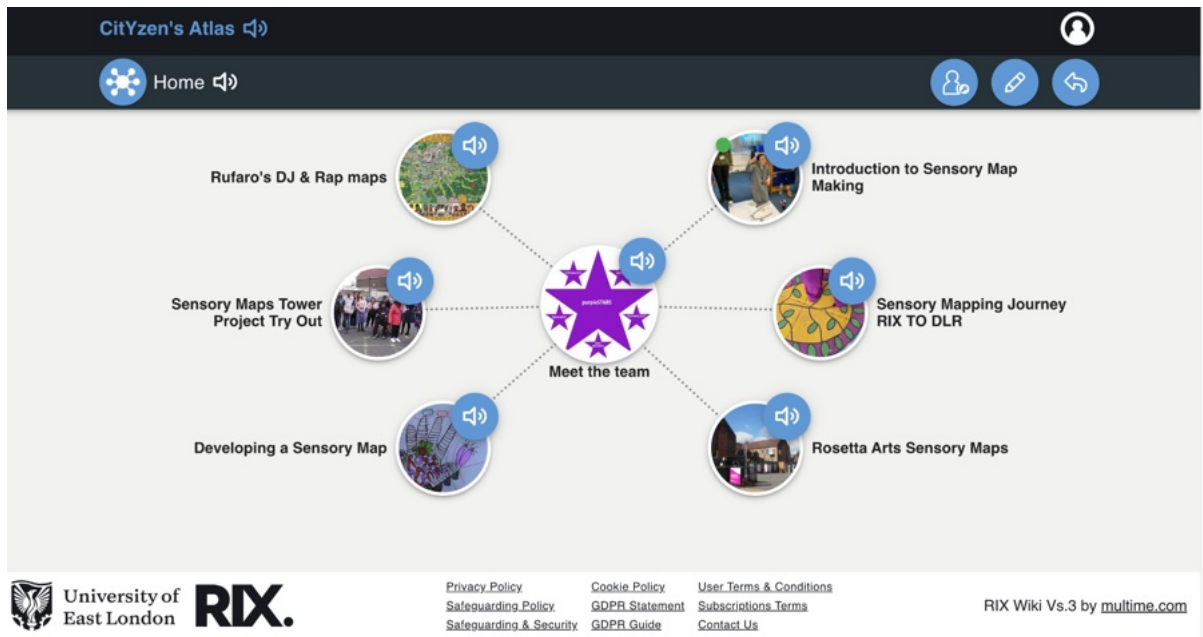 CitYzen's Atlas
Home
Rufaro's DJ & Rap maps
Introduction to Sensory Map
Making
Sensory Maps Tower
Project Try Out
purpleSTARS
Sensory Mapping Journey
RIX TO DLR
Meet the team
Developing a Sensory Map
Rosetta Arts Sensory Maps
University of
East London
RIX.
Privacy Policy
Safeguarding Policy
Safeguarding & Security
Cookie Policy
GDPR Statement
GDPR Guide
User Terms & Conditions
Subscriptions Terms
Contact Us
RIX Wiki Vs.3 by multime.com